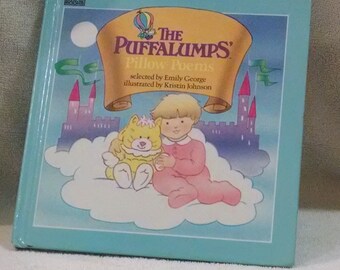 THE
PUFFALUMPS'
Pillow Poems
selected by Emily George
illustrated by Kristin Johnson